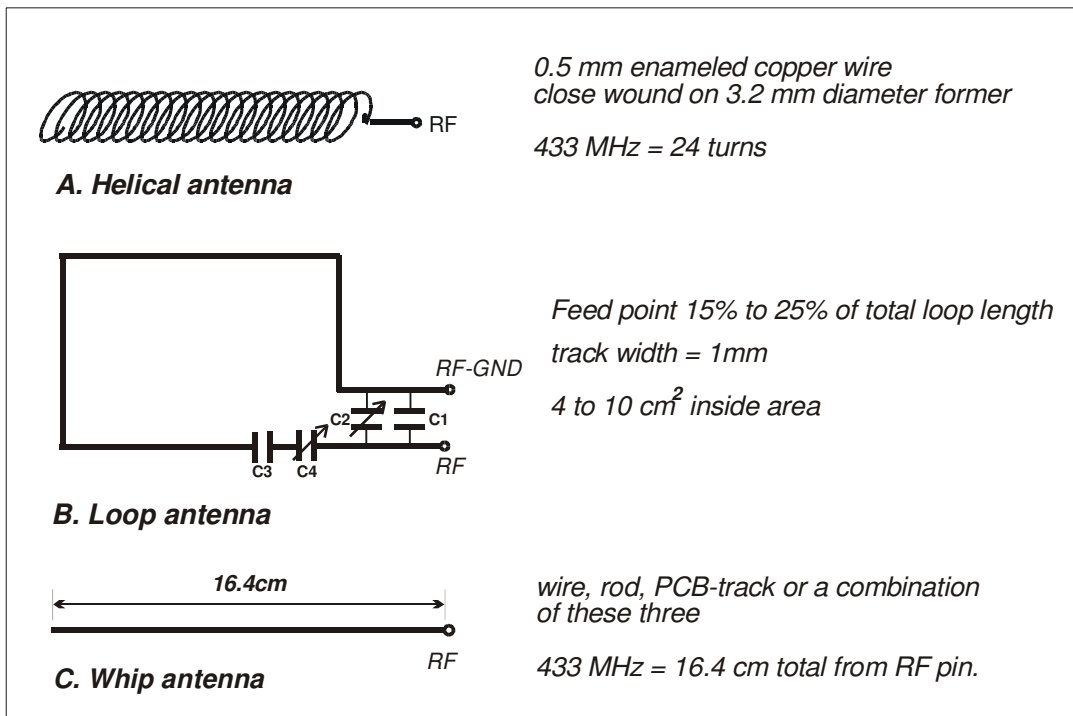 0.5 mm enameled copper wire
close wound on 3.2 mm diameter former
RF
433 MHz = 24 turns
A. Helical antenna
Feed point 15% to 25% of total loop length
track width = 1mm
RF-GND
4 to 10 cm² inside area
C2
C1
C3
C4
RF
B. Loop antenna
16.4cm
wire, rod, PCB-track or a combination
of these three
RF
433 MHz = 16.4 cm total from RF pin.
C. Whip antenna